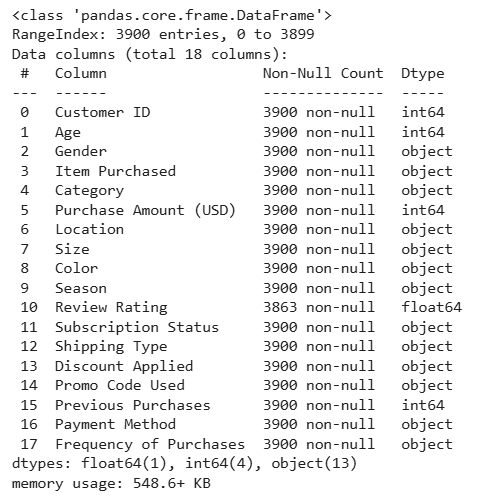 <class 'pandas.core.frame.DataFrame'>
RangeIndex: 3900 entries, 0 to 3899
Data columns (total 18 columns):
 #   Column                  Non-Null Count  Dtype
---  ------                  --------------  -----
 0   Customer ID             3900 non-null   int64
 1   Age                     3900 non-null   int64
 2   Gender                  3900 non-null   object
 3   Item Purchased          3900 non-null   object
 4   Category                3900 non-null   object
 5   Purchase Amount (USD)   3900 non-null   int64
 6   Location                3900 non-null   object
 7   Size                    3900 non-null   object
 8   Color                   3900 non-null   object
 9   Season                  3900 non-null   object
 10  Review Rating           3863 non-null   float64
 11  Subscription Status     3900 non-null   object
 12  Shipping Type           3900 non-null   object
 13  Discount Applied        3900 non-null   object
 14  Promo Code Used         3900 non-null   object
 15  Previous Purchases      3900 non-null   int64
 16  Payment Method          3900 non-null   object
 17  Frequency of Purchases  3900 non-null   object
dtypes: float64(1), int64(4), object(13)
memory usage: 548.6+ KB